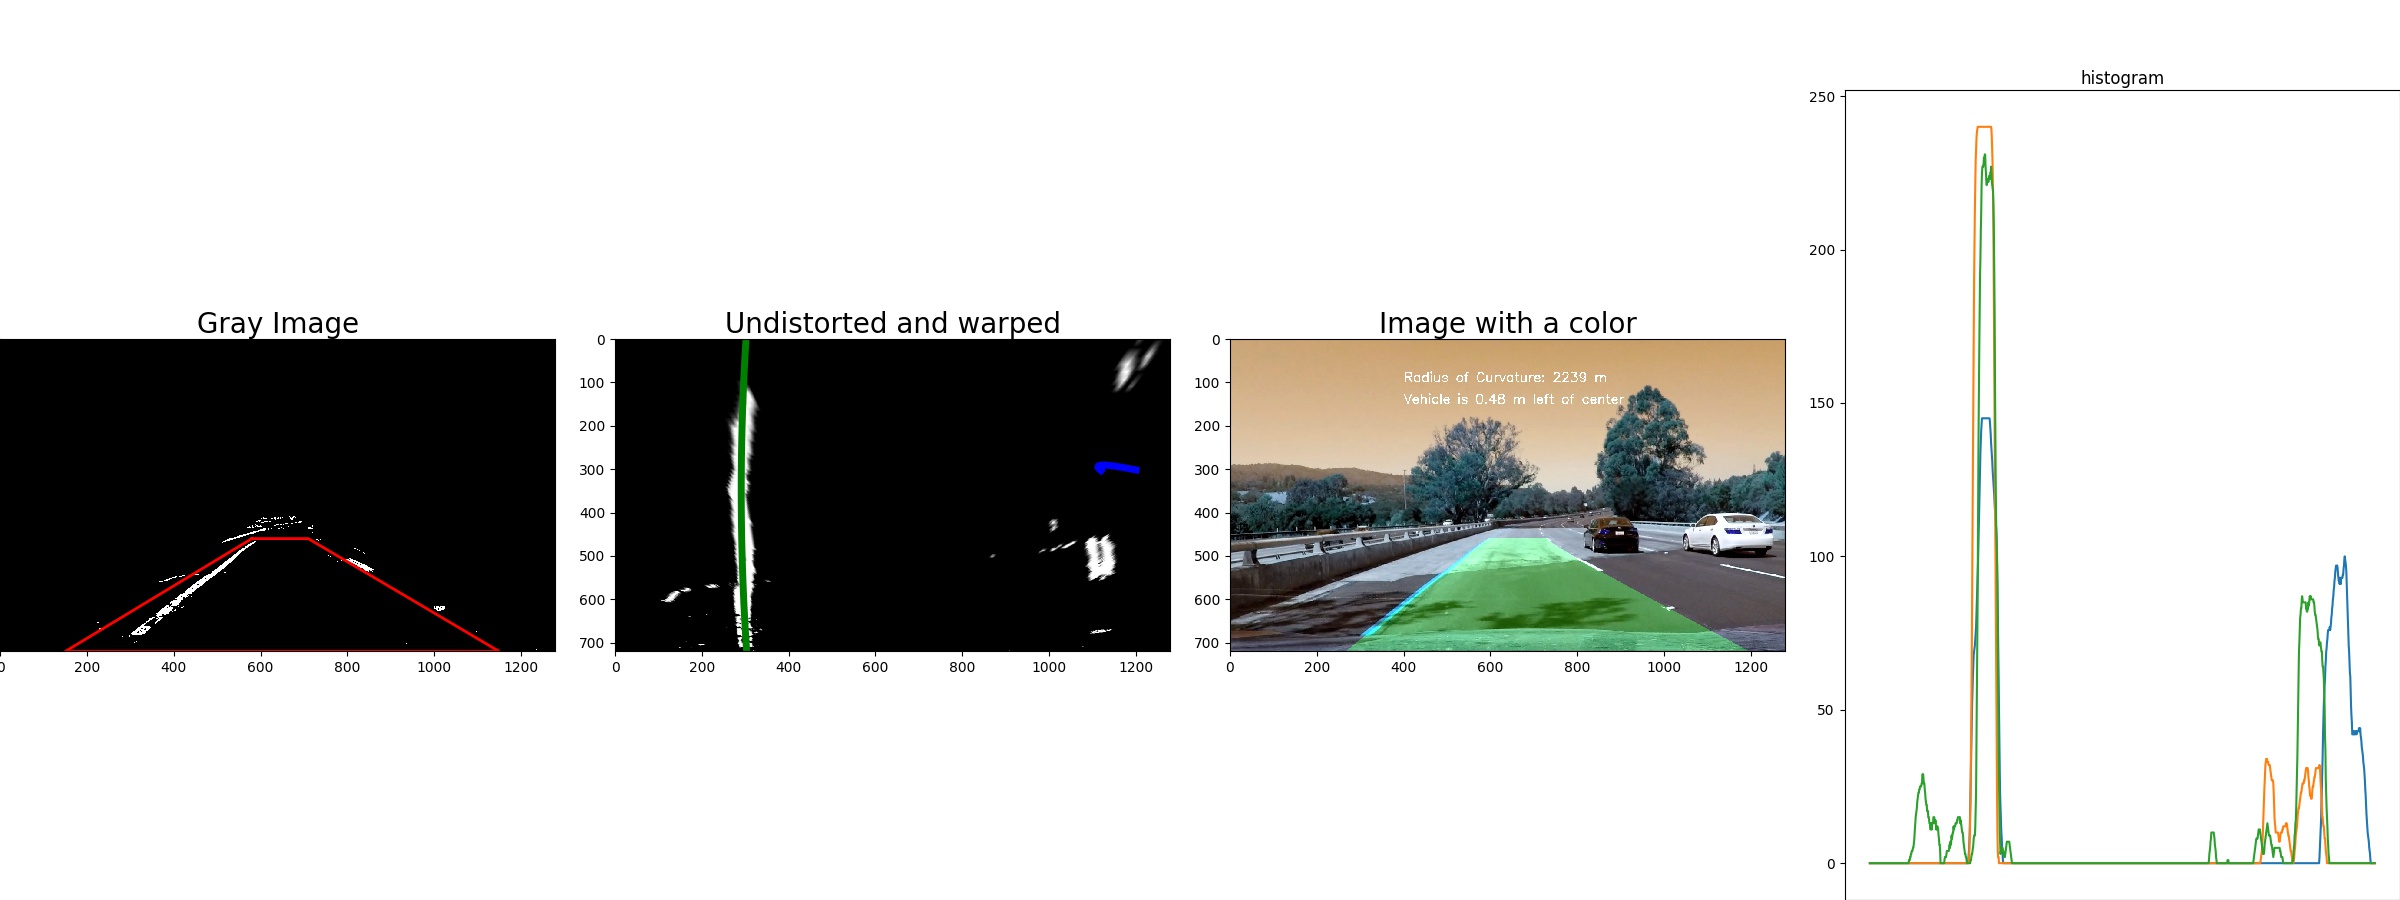 Gray Image
0 200 400 600 800 1000 1200
Undistorted and warped
0
100
200
300
400
500
600
700
0 200 400 600 800 1000 1200
Image with a color
0
100
200
300
400
500
600
700
Radius of Curvature: 2239 m
Vehicle is 0.48 m left of center
0 200 400 600 800 1000 1200
histogram
250
200
150
100
50
0